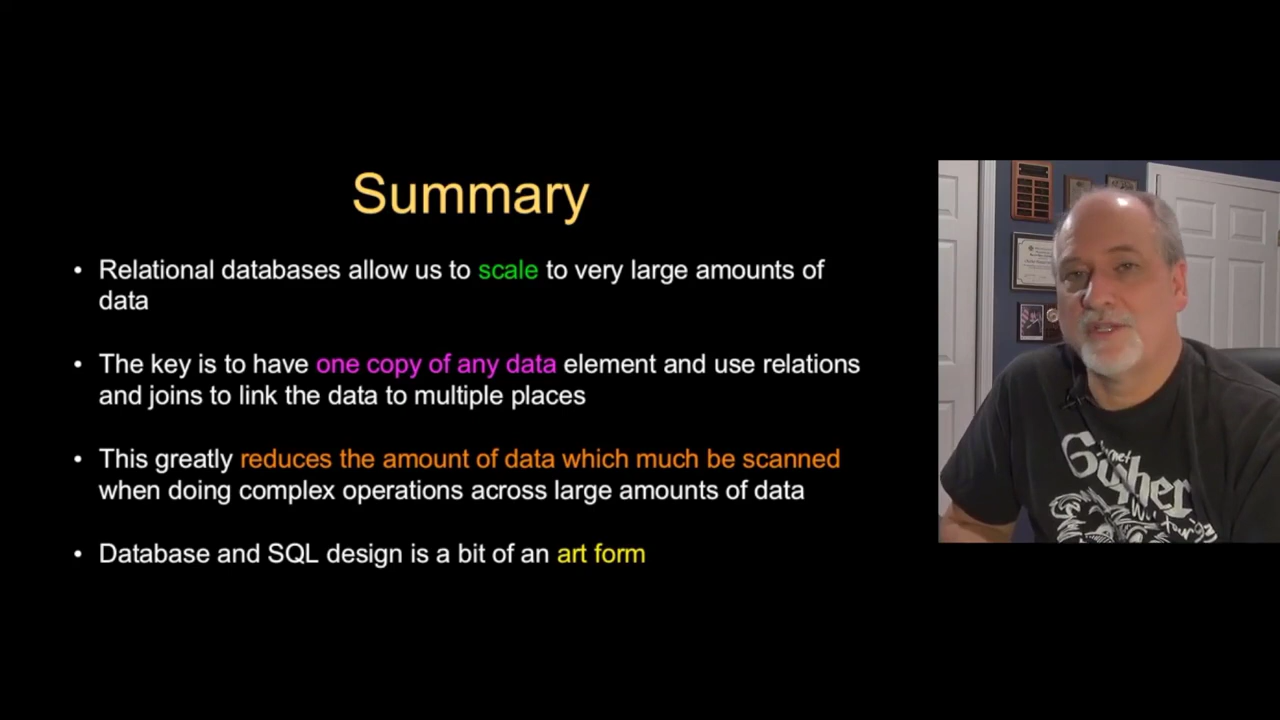 Summary
• Relational databases allow us to scale to very large amounts of
data
• The key is to have one copy of any data element and use relations
and joins to link the data to multiple places
• This greatly reduces the amount of data which much be scanned
when doing complex operations across large amounts of data
• Database and SQL design is a bit of an art form